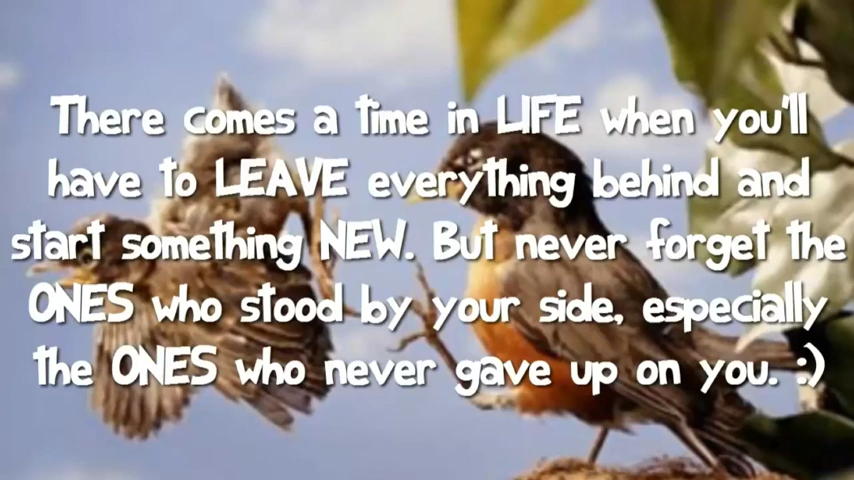 There comes a time in LIFE when you'll
have to LEAVE everything behind and
start something NEW. But never forget the
ONES who stood by your side, especially
the ONES who never gave up on you. :)